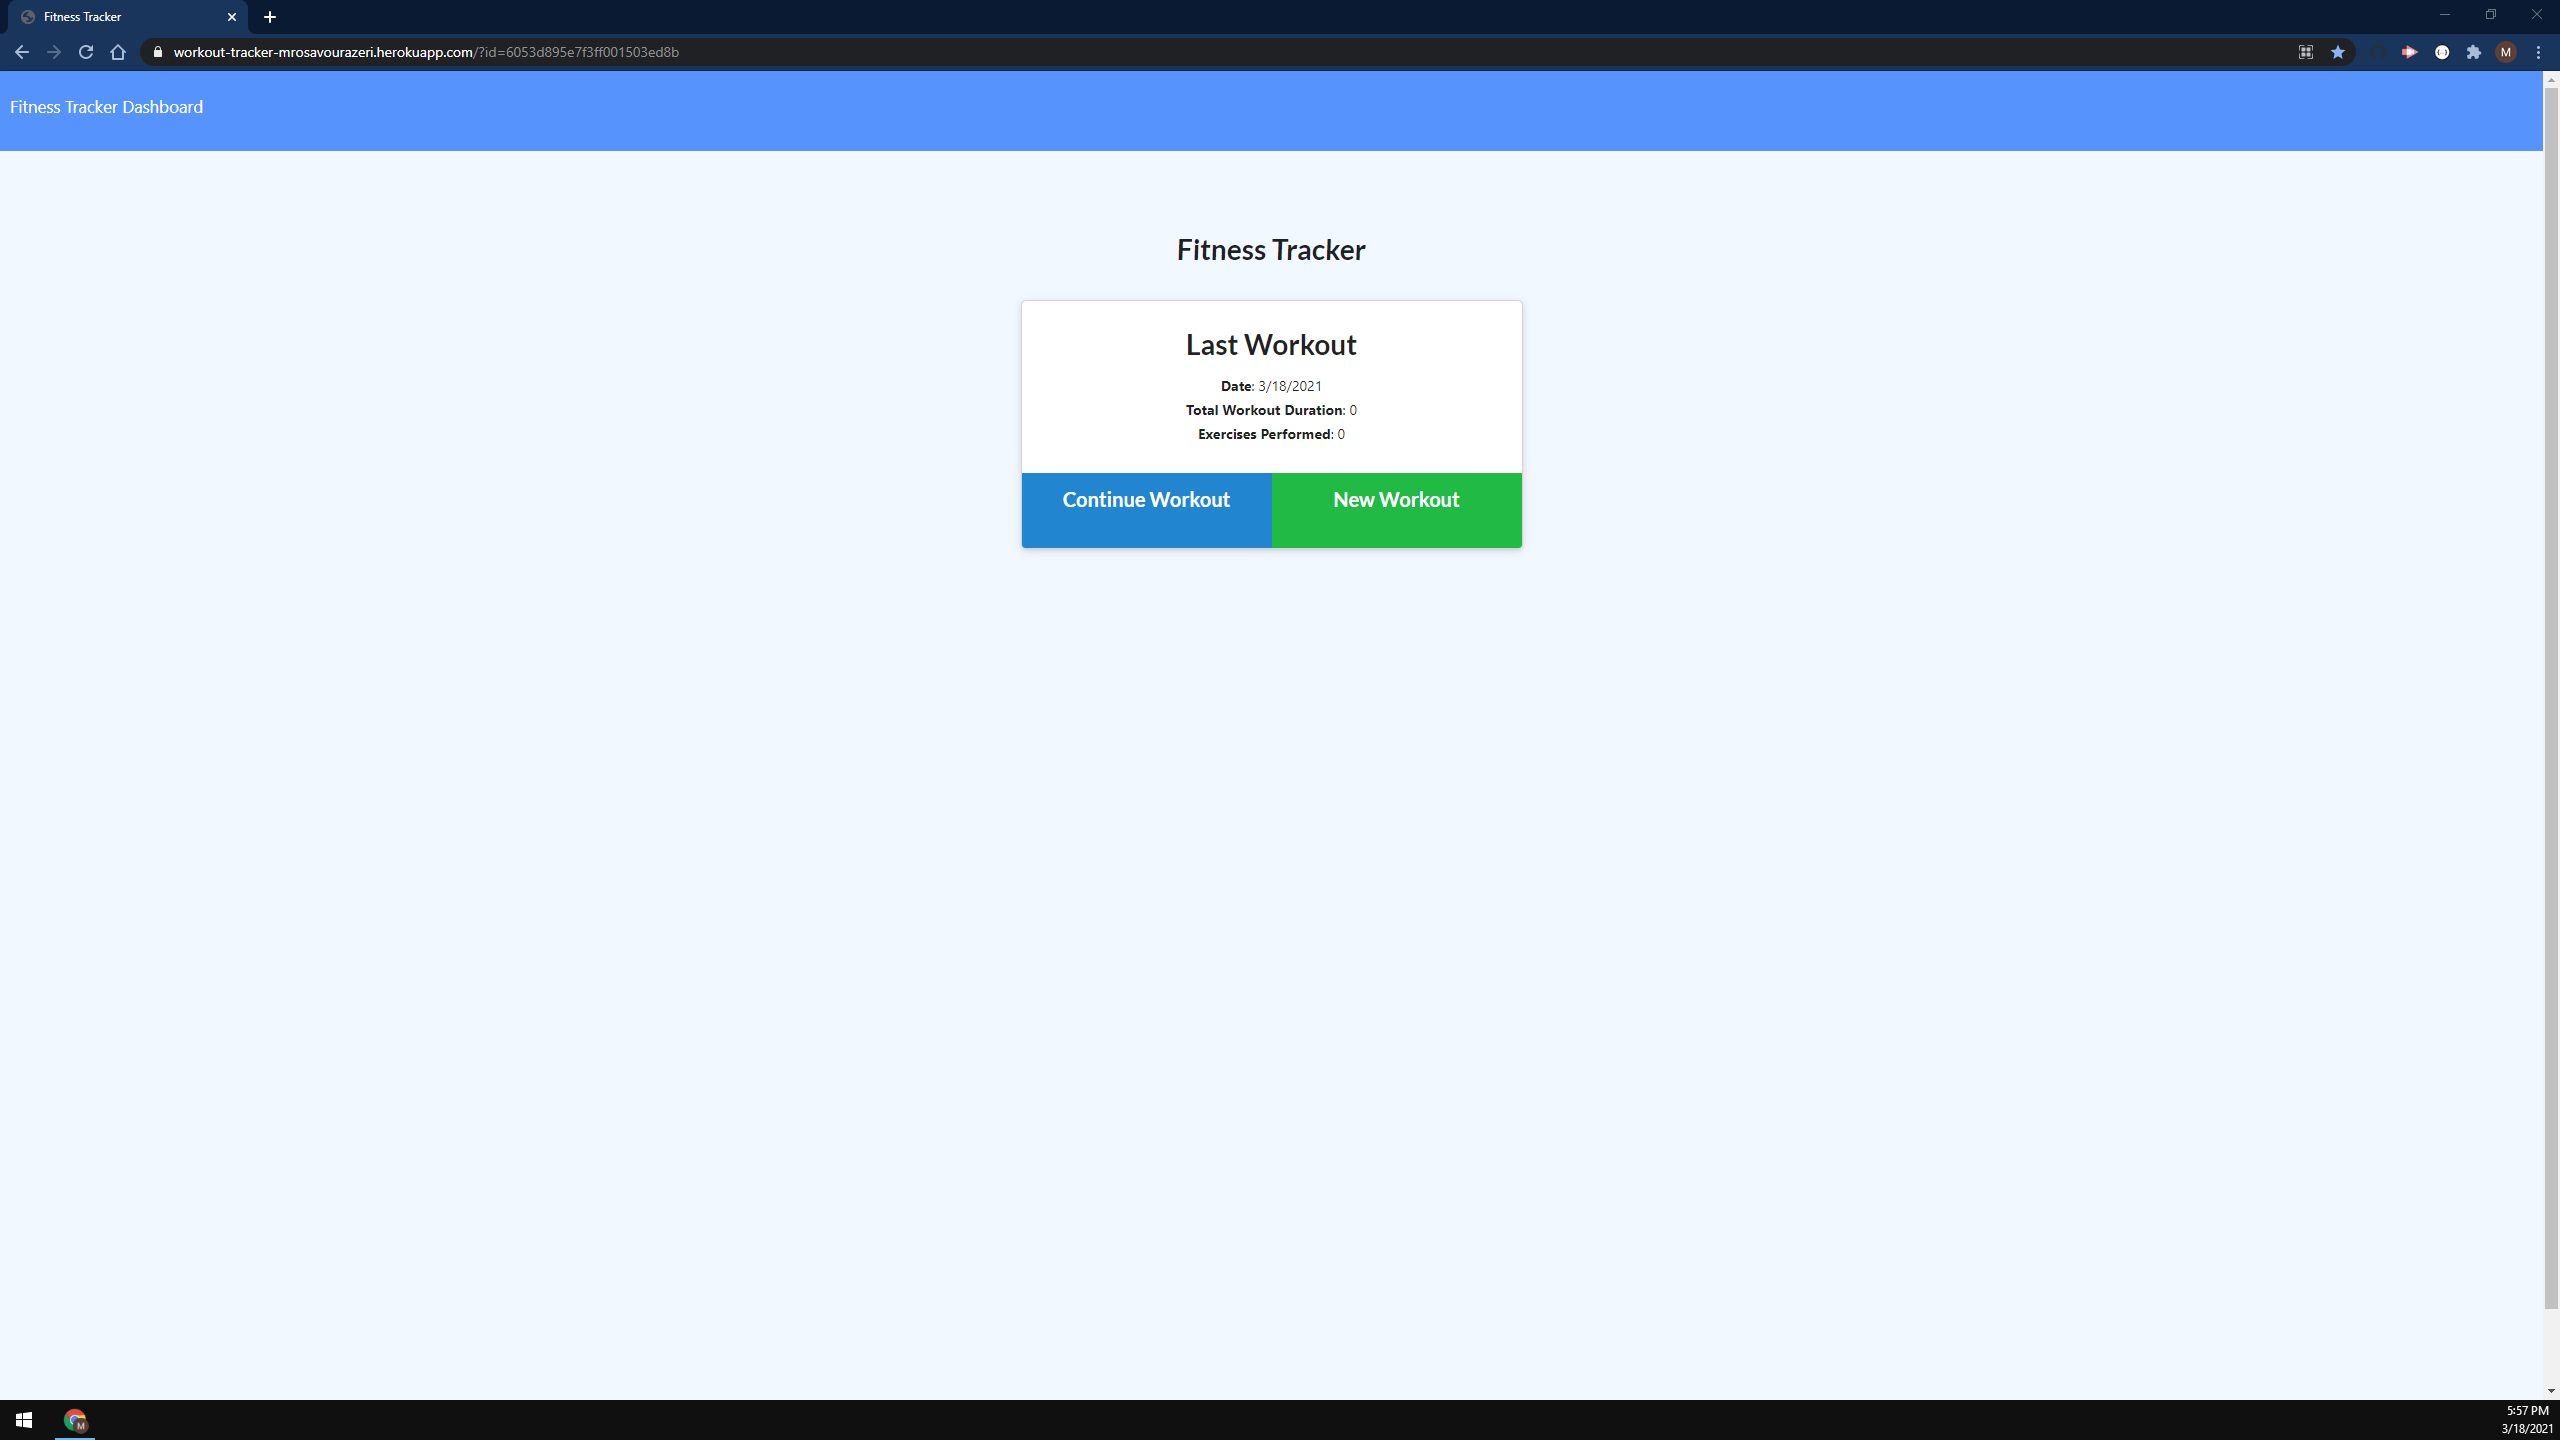 Fitness Tracker
workout-tracker-mrosavourazeri.herokuapp.com/?id=6053d895e7f3ff001503ed8b
M
Fitness Tracker Dashboard
Fitness Tracker
Last Workout
Date: 3/18/2021
Total Workout Duration: 0
Exercises Performed: 0
Continue Workout New Workout
M
5:57 PM
3/18/2021